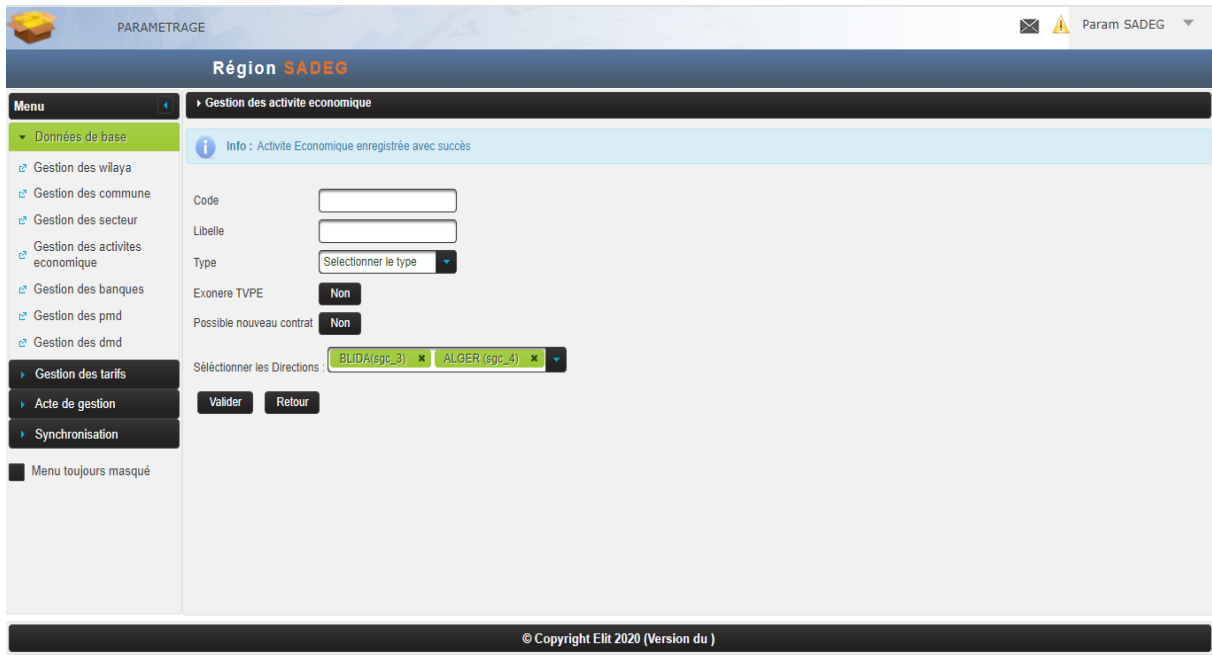 PARAMETRAGE
Param SADEG
Région SADEG
Menu
Données de base
Gestion des wilaya
Gestion des commune
Gestion des secteur
Gestion des activites
economique
Gestion des banques
Gestion des pmd
Gestion des dmd
Gestion des tarifs
Acte de gestion
Synchronisation
Menu toujours masqué
Gestion des activite economique
Info : Activite Economique enregistrée avec succès
Code
Libelle
Type Selectionner le type
Exonere TVPE Non
Possible nouveau contrat Non
Séléctionner les Directions : BLIDA(sgc_3) ALGER (sgc_4)
Valider Retour
© Copyright Elit 2020 (Version du )